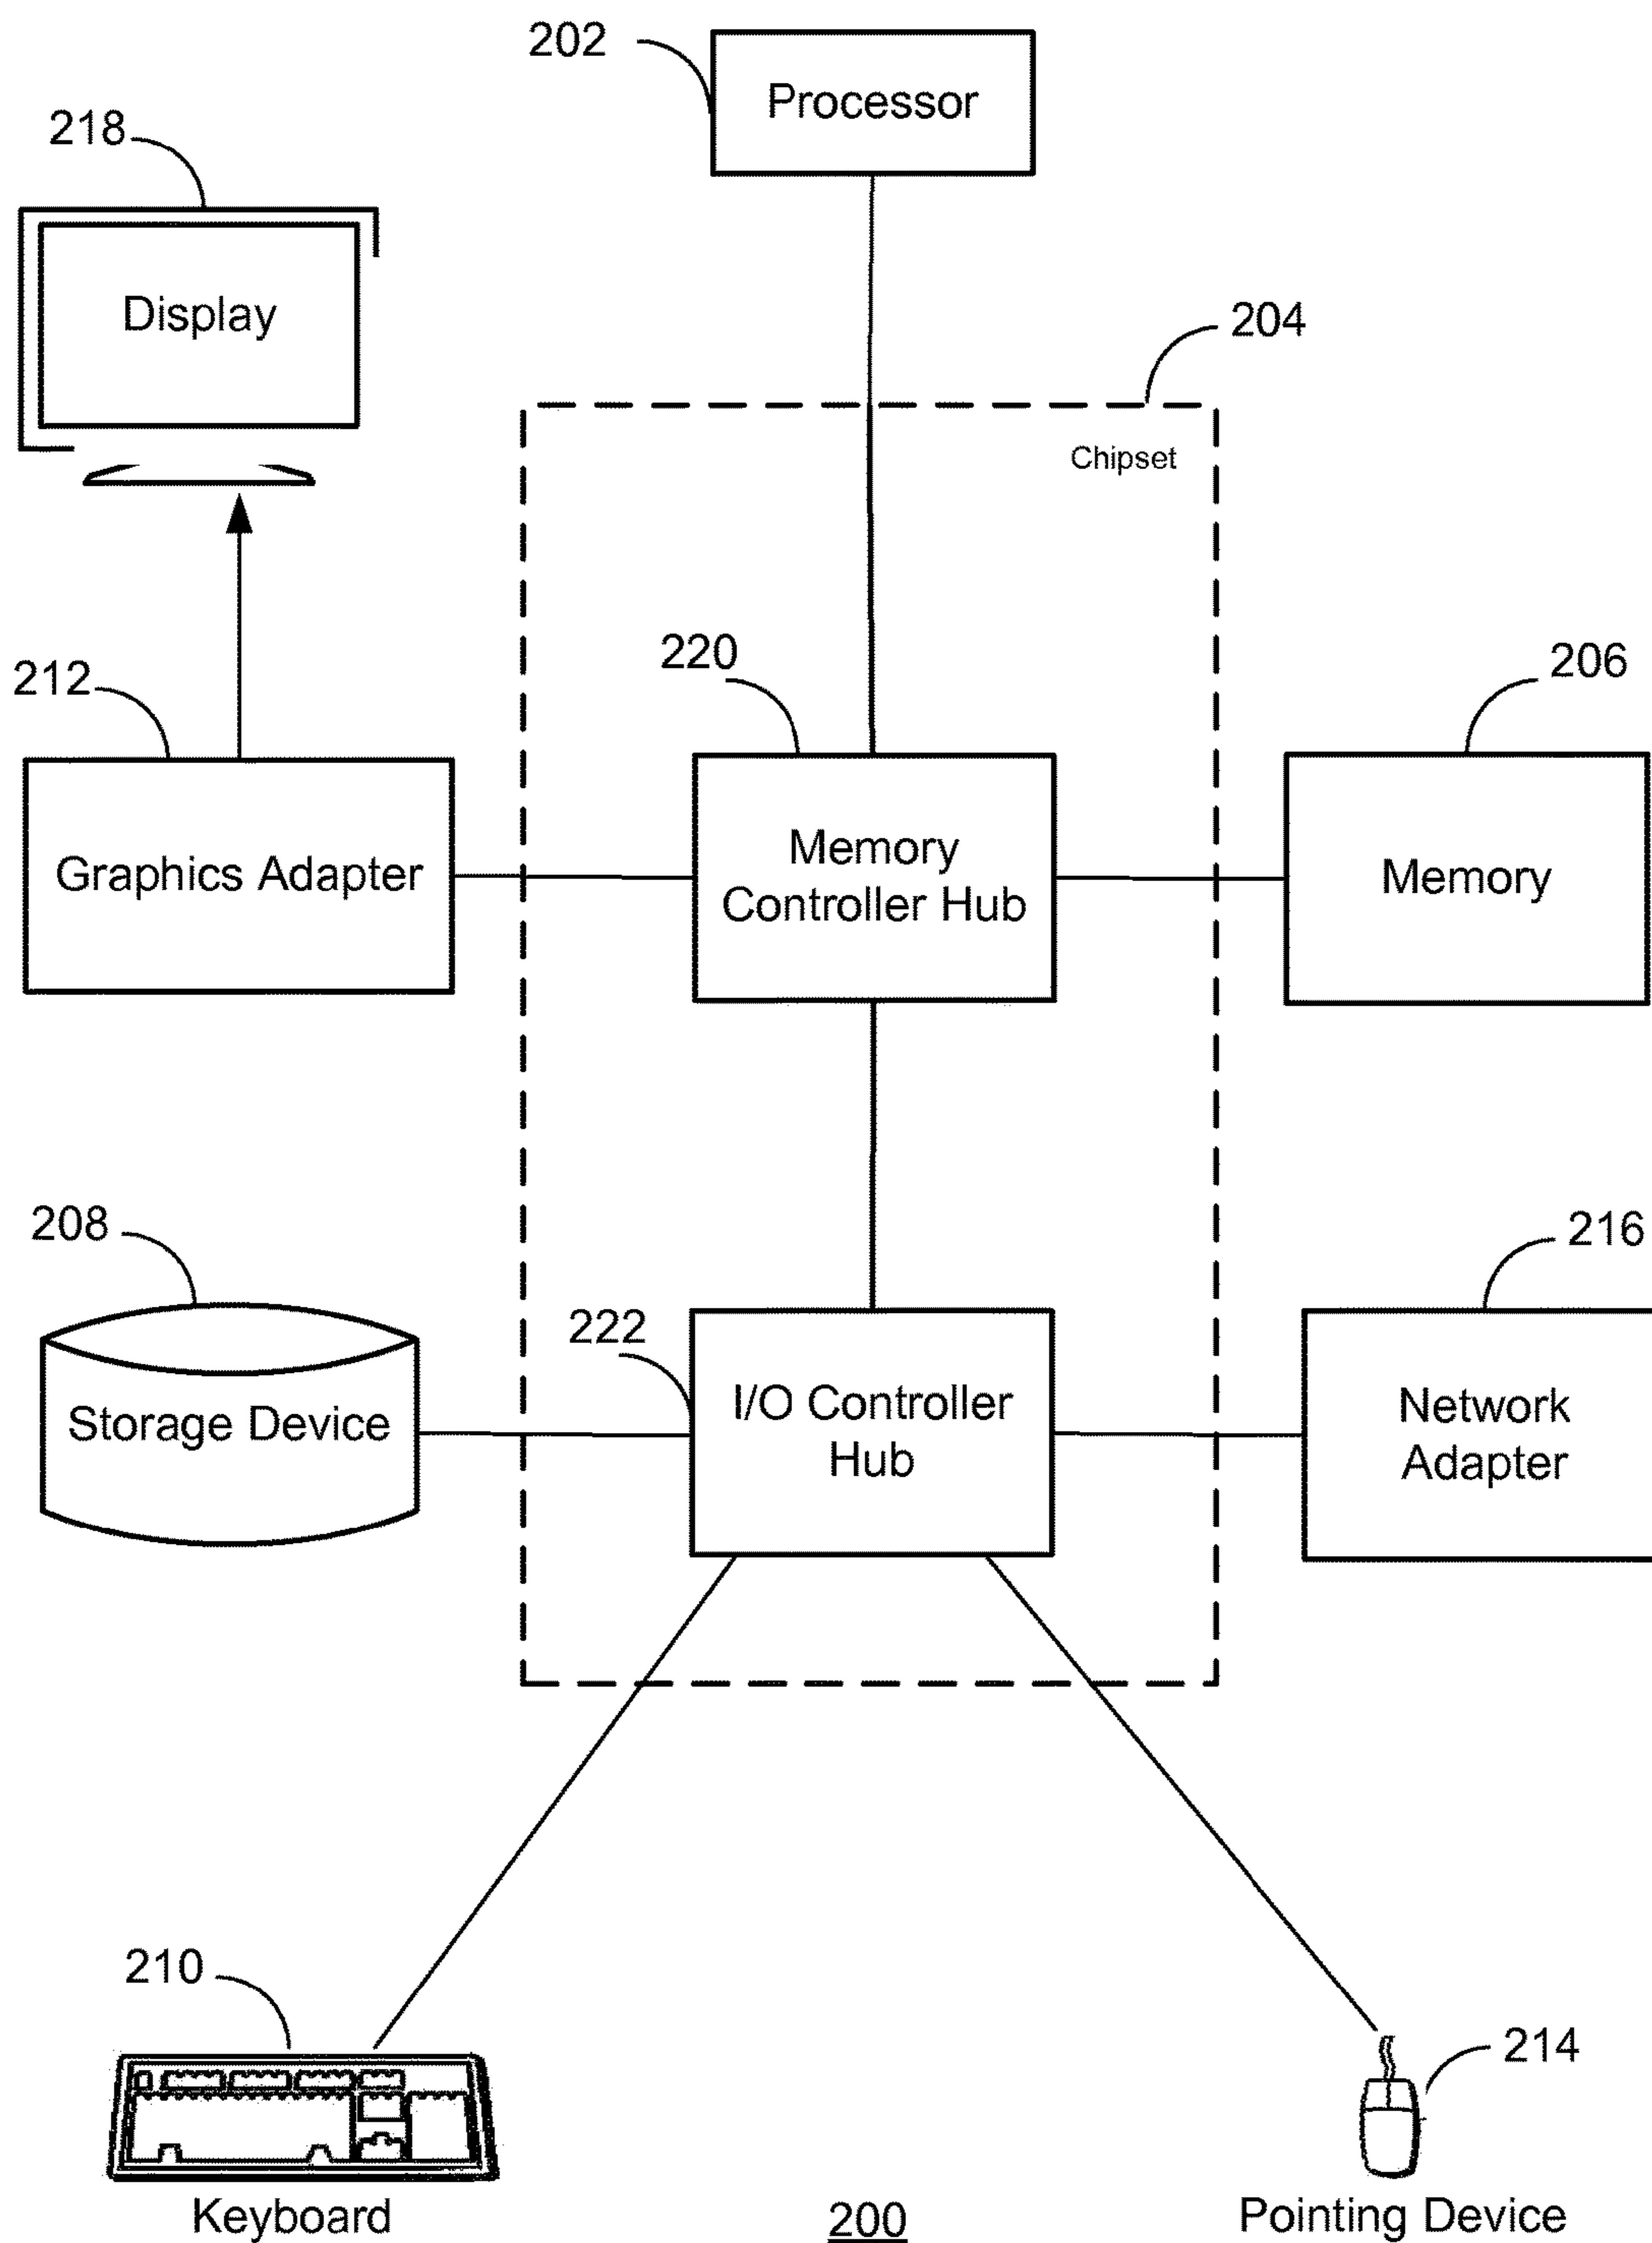 202
Processor
218
Display
204
Chipset
220
206
212
Memory
Controller Hub
Graphics Adapter
Memory
208
216
222
I/O Controller
Hub
Storage Device
Network
Adapter
210
214
Keyboard
200
Pointing Device